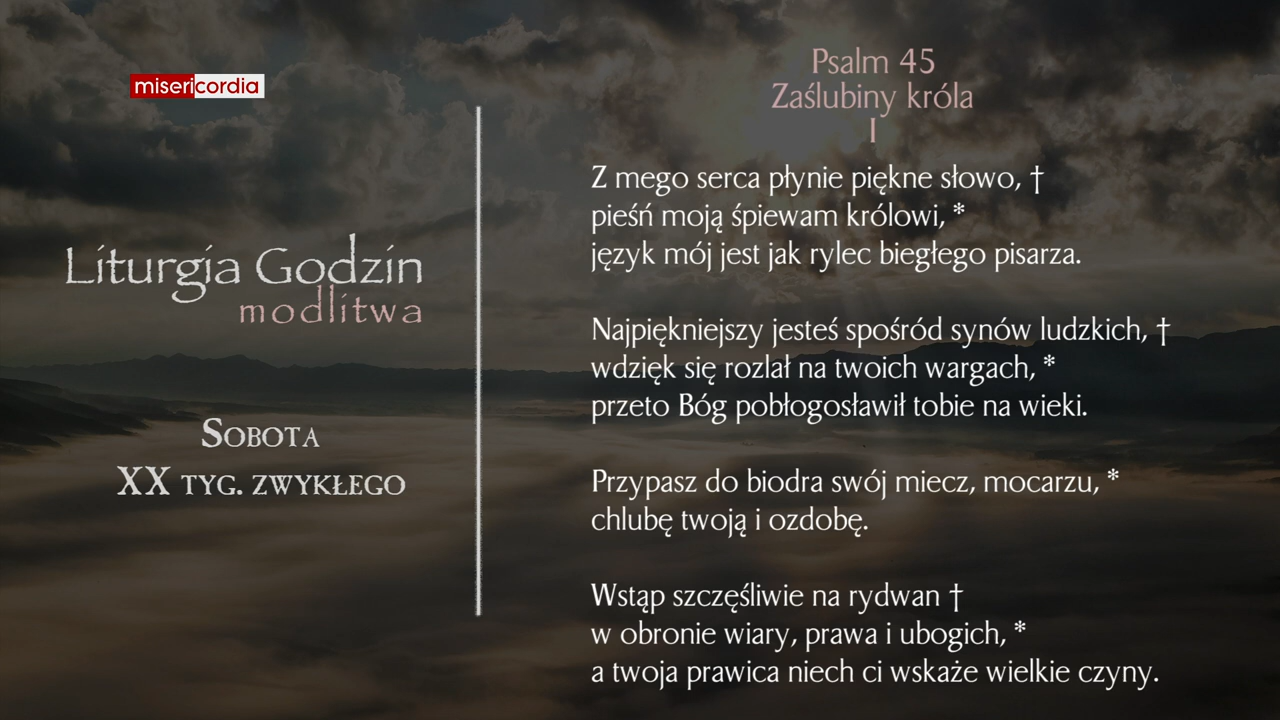 misericordia
Liturgia Godzin
modlitwa
Sobota
XX tyg. zwykłego
Psalm 45
Zaślubiny króla
I
Z mego serca płynie piękne słowo, †
pieśń moją śpiewam królowi, *
język mój jest jak rylec biegłego pisarza.
Najpiękniejszy jesteś spośród synów ludzkich, †
wdzięk się rozlał na twoich wargach, *
przeto Bóg pobłogosławił tobie na wieki.
Przypasz do biodra swój miecz, mocarzu, *
chlubę twoją i ozdobę.
Wstąp szczęśliwie na rydwan †
w obronie wiary, prawa i ubogich, *
a twoja prawica niech ci wskaże wielkie czyny.